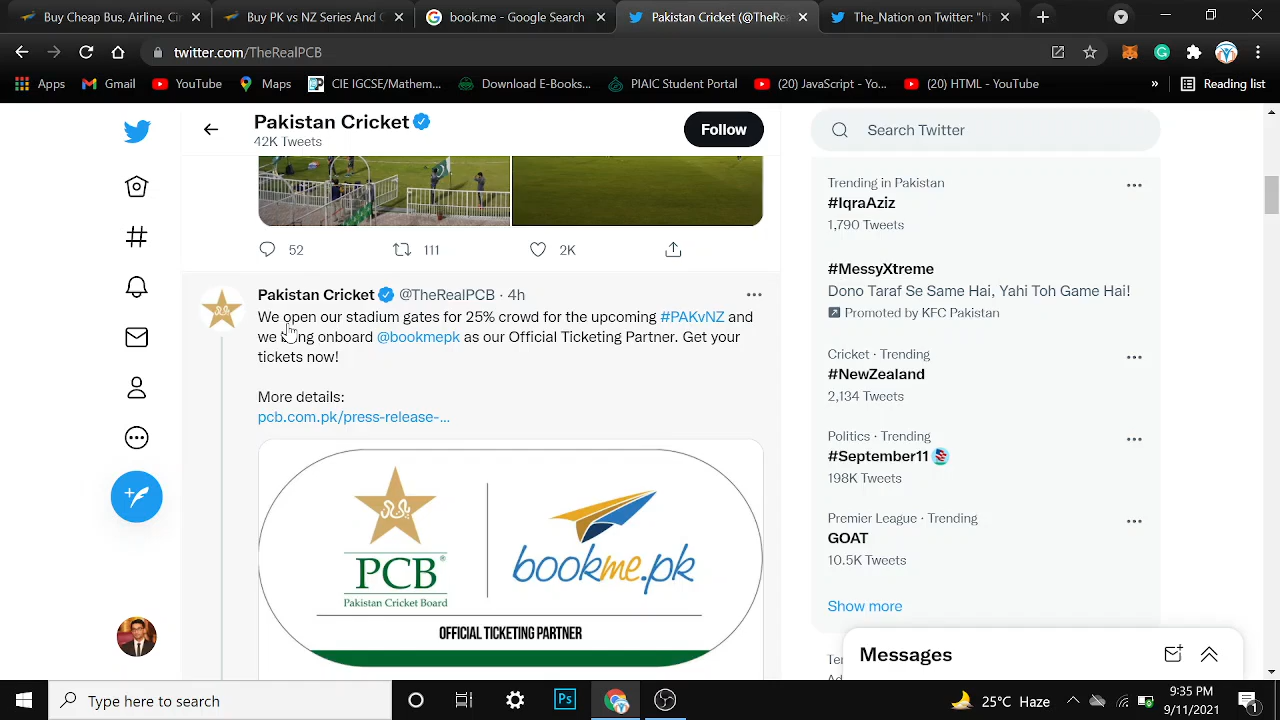 Buy Cheap Bus, Airline, Cin
Buy PK vs NZ Series and O
book.me - Google Search
Pakistan Cricket (@TheRea
The_Nation on Twitter: "ht
twitter.com/TheRealPCB
Apps
Gmail
YouTube
Maps
CIE IGCSE/Mathem...
Download E-Books...
PIAIC Student Portal
(20) JavaScript - Yo...
(20) HTML - YouTube
»
Reading list
Pakistan Cricket
42K Tweets
Follow
Search Twitter
52
111
2K
Pakistan Cricket @TheRealPCB · 4h
We open our stadium gates for 25% crowd for the upcoming #PAKvNZ and
we onboard @bookmepk as our Official Ticketing Partner. Get your
tickets now!
More details:
pcb.com.pk/press-release-...
PCB
Pakistan Cricket Board
bookme.pk
OFFICIAL TICKETING PARTNER
Trending in Pakistan
#IqraAziz
1,790 Tweets
#MessyXtreme
Dono Taraf Se Same Hai, Yahi Toh Game Hai!
Promoted by KFC Pakistan
Cricket · Trending
#NewZealand
2,134 Tweets
Politics · Trending
#September11
198K Tweets
Premier League · Trending
GOAT
10.5K Tweets
Show more
Messages
Type here to search
Ps
25°C Haze
9:35 PM
9/11/2021
1